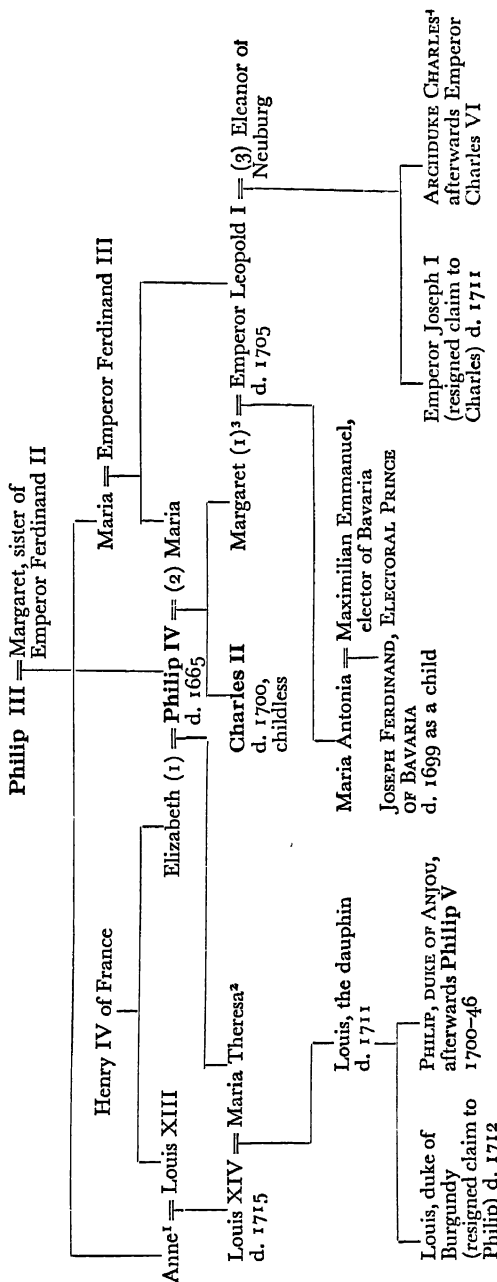 Philip III = Margaret, sister of
Emperor Ferdinand II
Henry IV of France
Maria = Emperor Ferdinand III
Anne¹ = Louis XIII
Elizabeth (1) = Philip IV = (2) Maria
d. 1665
Louis XIV = Maria Theresa²
d. 1715
Charles II
d. 1700,
childless
Margaret (1)³ = Emperor Leopold I = (3) Eleanor of
d. 1705
Neuburg
Louis, the dauphin
d. 1711
Maria Antonia = Maximilian Emmanuel,
elector of Bavaria
JOSEPH FERDINAND, ELECTORAL PRINCE
OF BAVARIA
d. 1699 as a child
Louis, duke of
Burgundy
(resigned claim to
Philip) d. 1712
PHILIP, DUKE OF ANJOU,
afterwards Philip V
1700–46
Emperor Joseph I
(resigned claim to
Charles) d. 1711
ARCHDUKE CHARLES⁴
afterwards Emperor
Charles VI